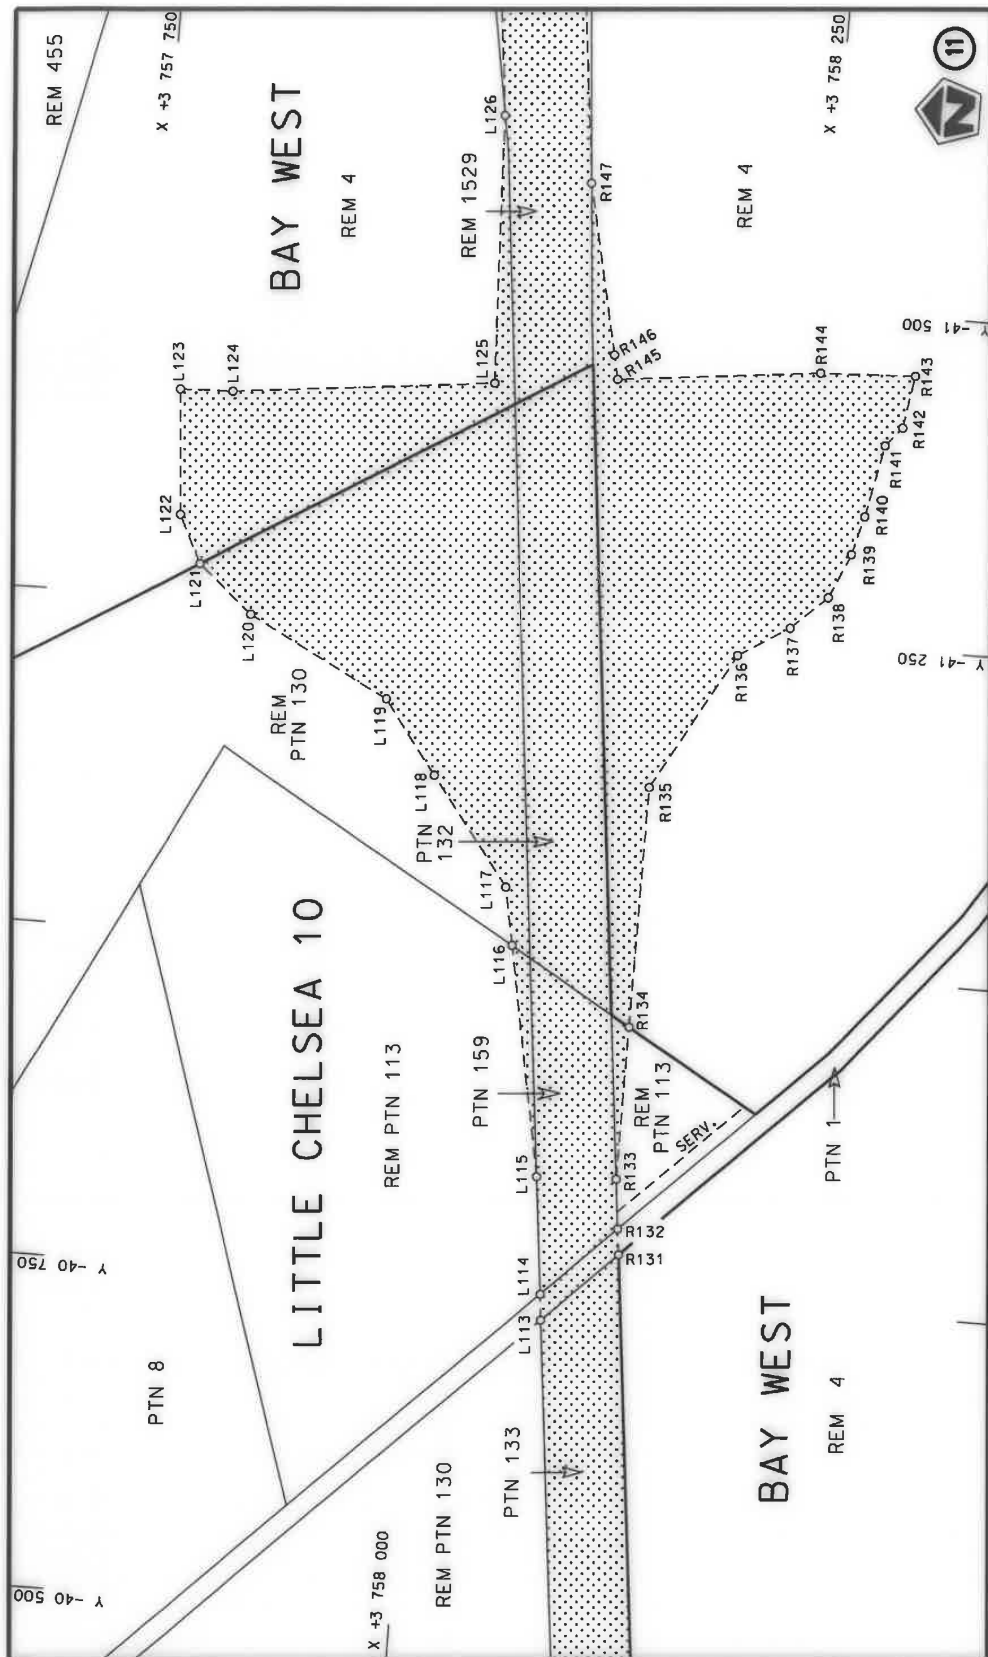 REM 455
X +3 757 750
BAY WEST
REM 4
L126
REM 1529
R147
REM 4
X +3 758 250
11
N
L123
L124
L125
R146
R145
R144
R143
R142
R141
R140
R139
R138
R137
R136
R135
Y -41 500
Y -41 250
L122
L121
L120
REM
PTN 130
L119
L118
PTN
132
L117
L116
LITTLE CHELSEA 10
REM PTN 113
PTN 159
L115
R134
REM
PTN 113
SERV.
R133
R132
R131
PTN 1
L114
L113
Y -40 750
PTN 8
PTN 133
REM PTN 130
BAY WEST
REM 4
X +3 758 000
Y -40 500